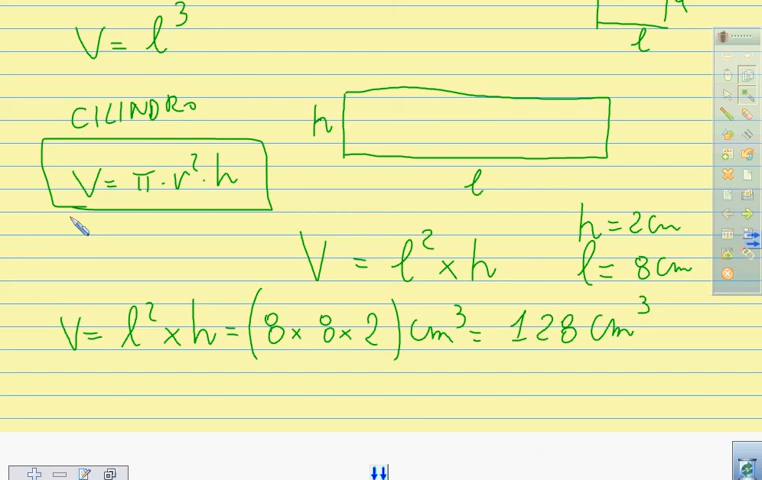 V = l³
l
CILINDRO
h
V = π · r² · h
l
h = 2cm
V = l² × h
l = 8cm
V = l² × h = (8 × 8 × 2) cm³ = 128 cm³